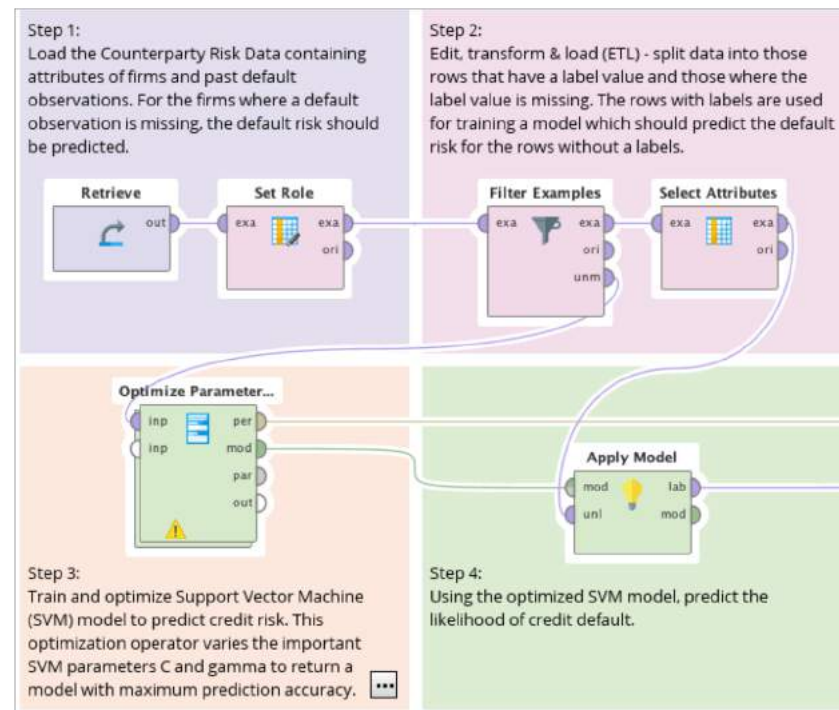 Step 1:
Load the Counterparty Risk Data containing
attributes of firms and past default
observations. For the firms where a default
observation is missing, the default risk should
be predicted.
Retrieve
out
Set Role
exa
exa
ori
Step 2:
Edit, transform & load (ETL) - split data into those
rows that have a label value and those where the
label value is missing. The rows with labels are used
for training a model which should predict the default
risk for the rows without a labels.
Filter Examples
exa
exa
ori
unm
Select Attributes
exa
exa
ori
Optimize Parameter...
inp
per
inp
mod
par
out
Step 3:
Train and optimize Support Vector Machine
(SVM) model to predict credit risk. This
optimization operator varies the important
SVM parameters C and gamma to return a
model with maximum prediction accuracy.
...
Apply Model
mod
lab
unl
mod
Step 4:
Using the optimized SVM model, predict the
likelihood of credit default.